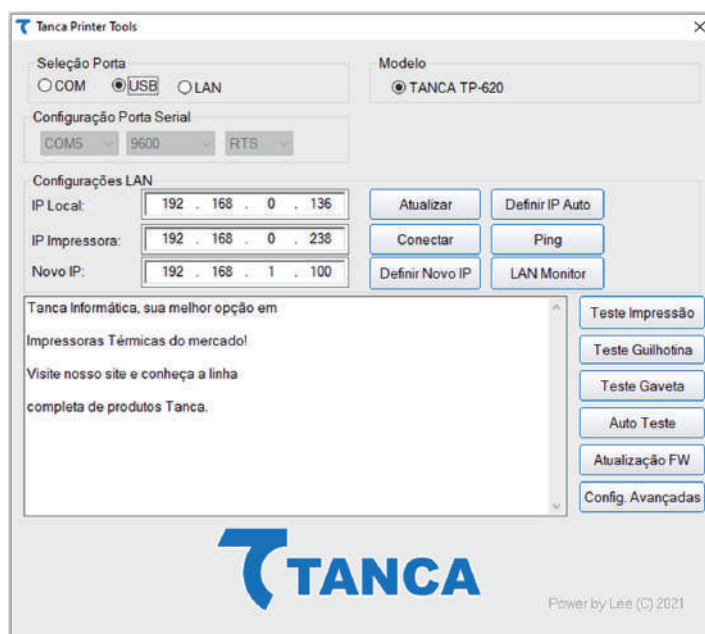 Tanca Printer Tools
Seleção Porta
COM USB LAN
Modelo
TANCA TP-620
Configuração Porta Serial
COM5 9600 RTS
Configurações LAN
IP Local: 192 . 168 . 0 . 136 Atualizar Definir IP Auto
IP Impressora: 192 . 168 . 0 . 238 Conectar Ping
Novo IP: 192 . 168 . 1 . 100 Definir Novo IP LAN Monitor
Tanca Informática, sua melhor opção em
Impressoras Térmicas do mercado!
Visite nosso site e conheça a linha
completa de produtos Tanca.
Teste Impressão
Teste Guilhotina
Teste Gaveta
Auto Teste
Atualização FW
Config. Avançadas
TANCA
Power by Lee (C) 2021